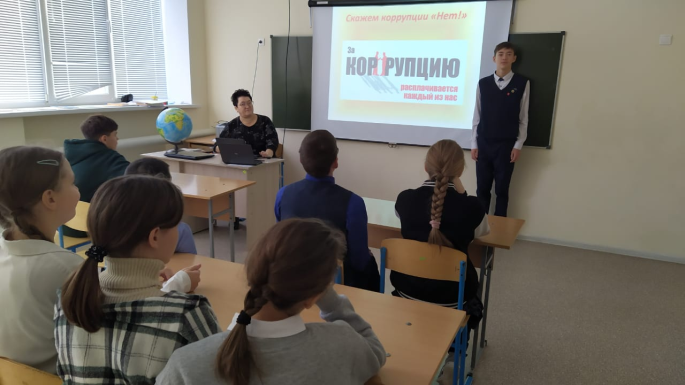 Скажем коррупции «Нет!»
За
КОРРУПЦИЮ
расплачивается
каждый из нас